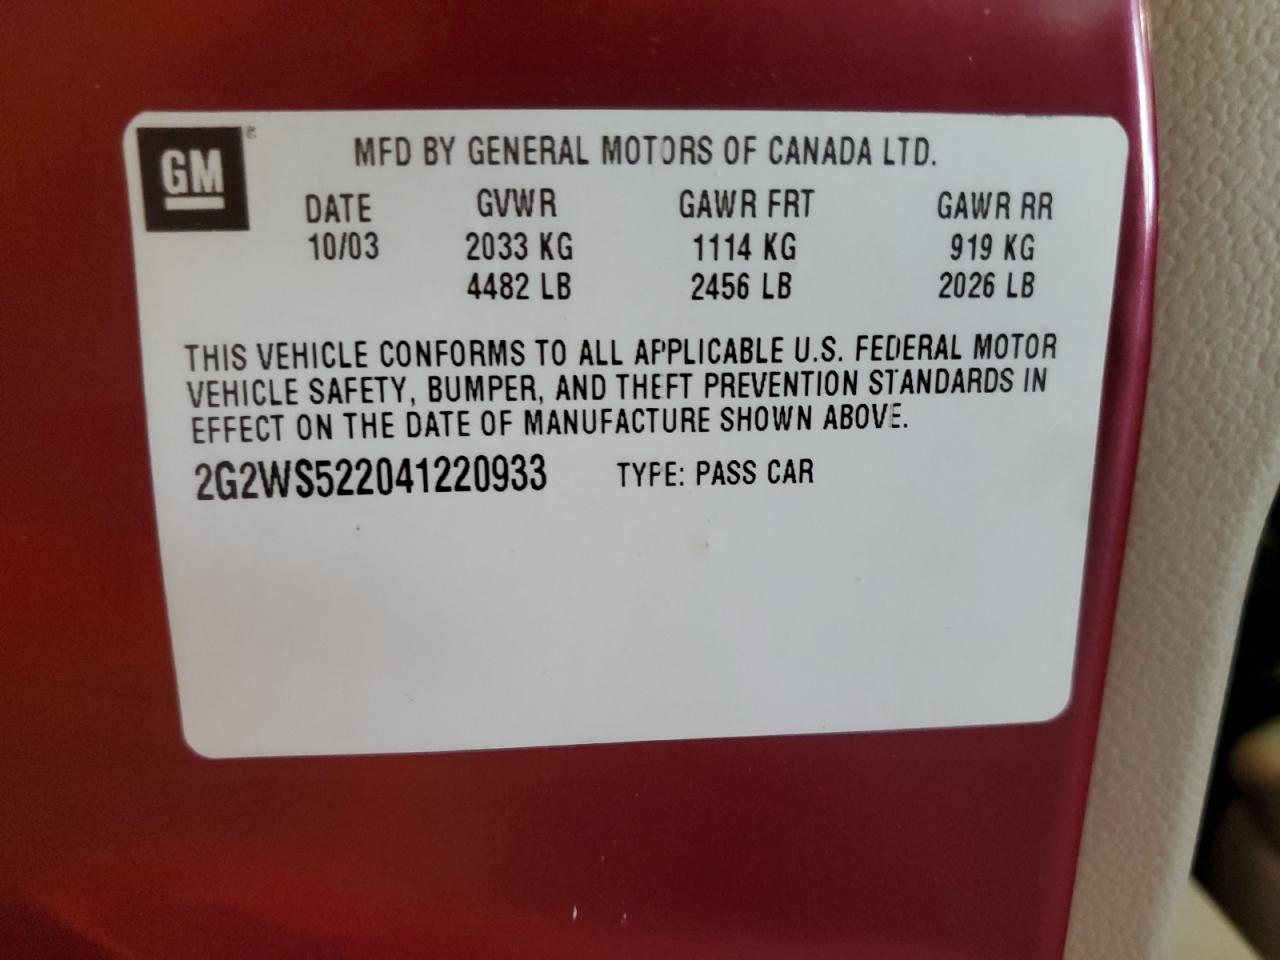 GM®
MFD BY GENERAL MOTORS OF CANADA LTD.
DATE GVWR GAWR FRT GAWR RR
10/03 2033 KG 1114 KG 919 KG
4482 LB 2456 LB 2026 LB
THIS VEHICLE CONFORMS TO ALL APPLICABLE U.S. FEDERAL MOTOR
VEHICLE SAFETY, BUMPER, AND THEFT PREVENTION STANDARDS IN
EFFECT ON THE DATE OF MANUFACTURE SHOWN ABOVE.
2G2WS522041220933 TYPE: PASS CAR